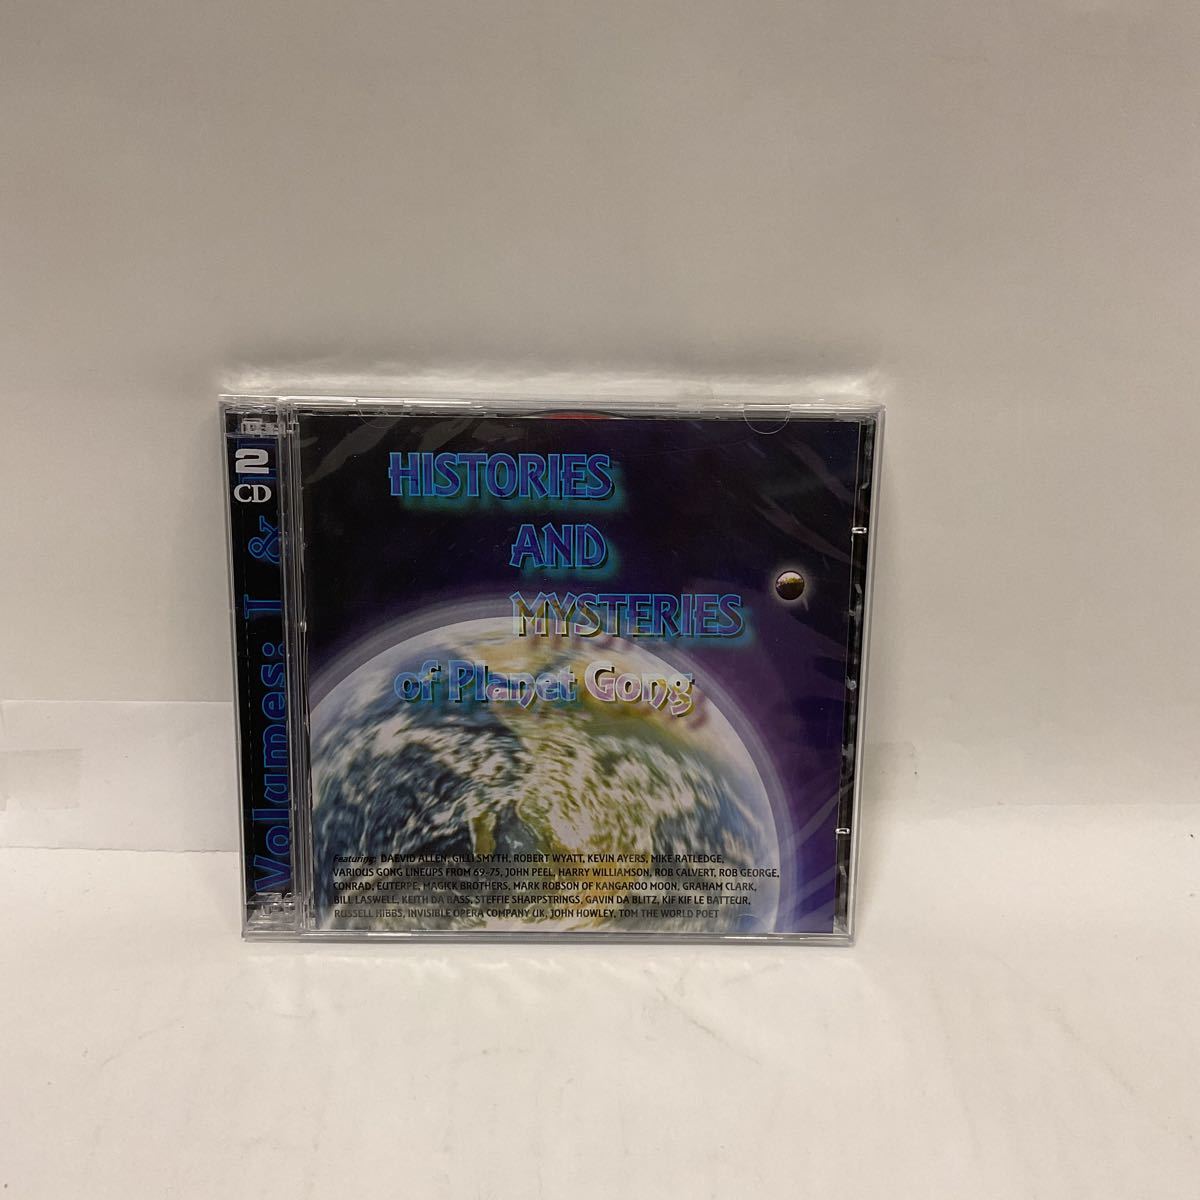 2
CD
Volumes: I &
HISTORIES
AND
MYSTERIES
of Planet Gong
Featuring: DAEVID ALLEN, GILLI SMYTH, ROBERT WYATT, KEVIN AYERS, MIKE RATLEDGE,
VARIOUS GONG LINEUPS FROM 69-75, JOHN PEEL, HARRY WILLIAMSON, ROB CALVERT, ROB GEORGE,
CONRAD, EUTERPE, MAGICK BROTHERS, MARK ROBSON OF KANGAROO MOON, GRAHAM CLARK,
BILL LASWELL, KEITH DA BASS, STEFFIE SHARPSTRINGS, GAVIN DA BLITZ, KIF KIF LE BATTEUR,
RUSSELL HIBBS, INVISIBLE OPERA COMPANY UK, JOHN HOWLEY, TOM THE WORLD POET